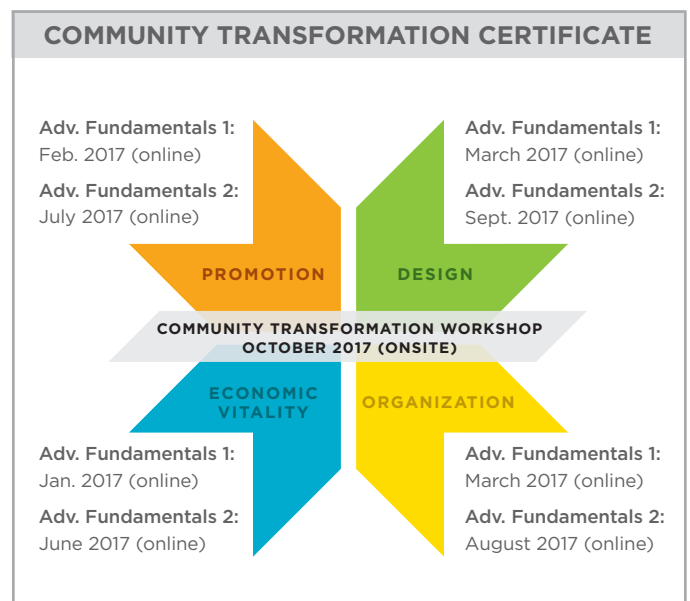 COMMUNITY TRANSFORMATION CERTIFICATE
Adv. Fundamentals 1:
Feb. 2017 (online)
Adv. Fundamentals 2:
July 2017 (online)
Adv. Fundamentals 1:
March 2017 (online)
Adv. Fundamentals 2:
Sept. 2017 (online)
PROMOTION
DESIGN
COMMUNITY TRANSFORMATION WORKSHOP
OCTOBER 2017 (ONSITE)
ECONOMIC
VITALITY
ORGANIZATION
Adv. Fundamentals 1:
Jan. 2017 (online)
Adv. Fundamentals 2:
June 2017 (online)
Adv. Fundamentals 1:
March 2017 (online)
Adv. Fundamentals 2:
August 2017 (online)